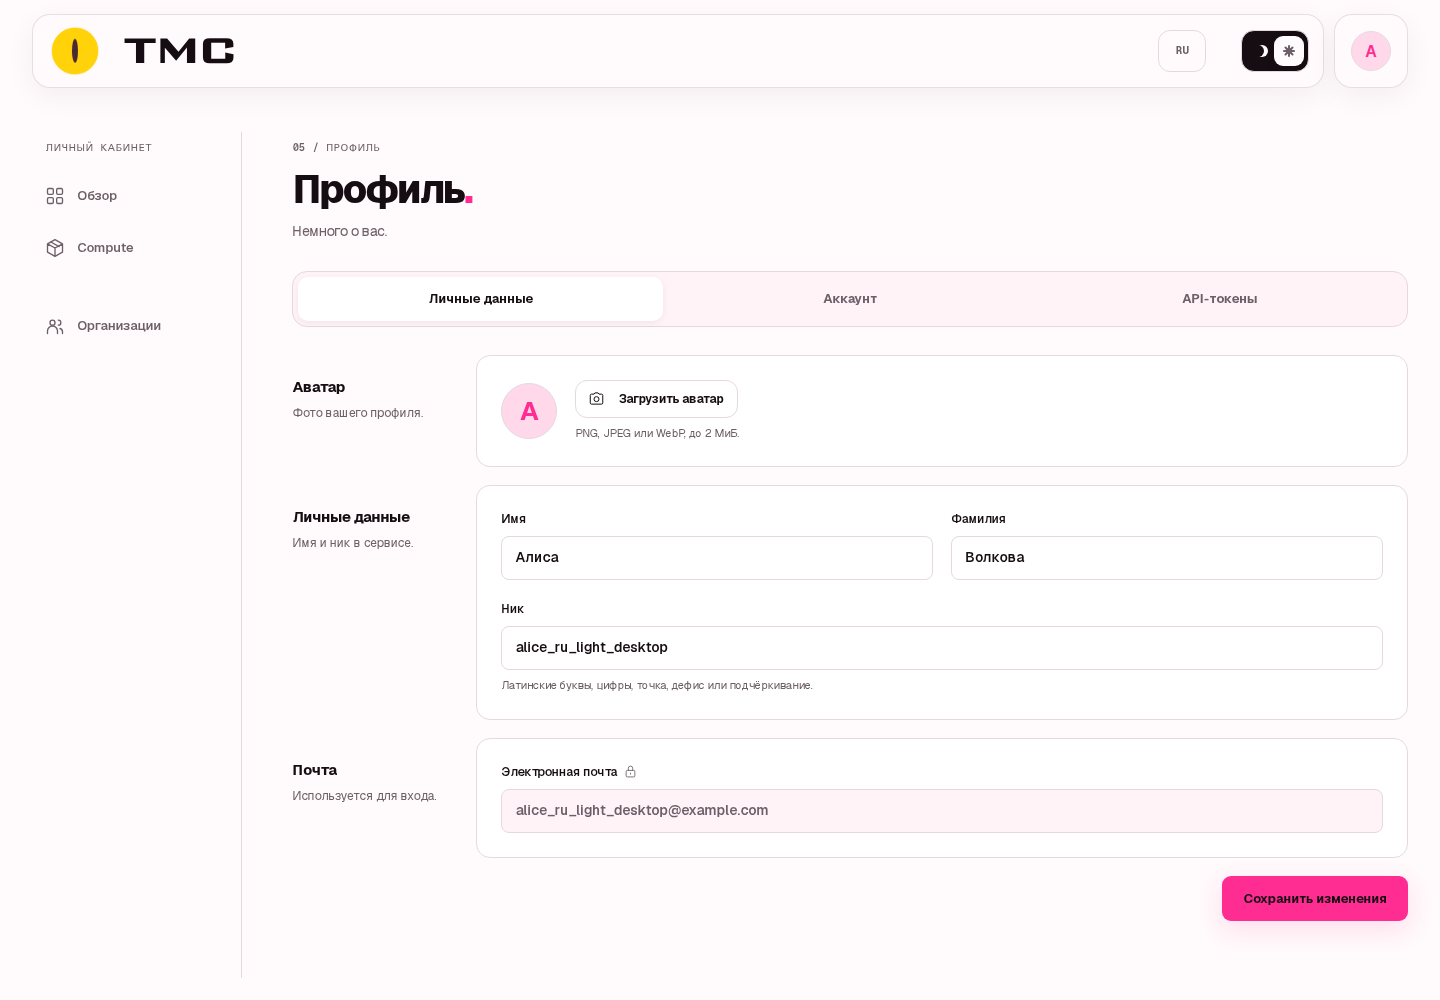 TMC
RU
A
ЛИЧНЫЙ КАБИНЕТ
Обзор
Compute
Организации
05 / ПРОФИЛЬ
Профиль.
Немного о вас.
Личные данные
Аккаунт
API-токены
Аватар
Фото вашего профиля.
A
Загрузить аватар
PNG, JPEG или WebP, до 2 МиБ.
Личные данные
Имя и ник в сервисе.
Имя
Фамилия
Алиса
Волкова
Ник
alice_ru_light_desktop
Латинские буквы, цифры, точка, дефис или подчёркивание.
Почта
Используется для входа.
Электронная почта
alice_ru_light_desktop@example.com
Сохранить изменения